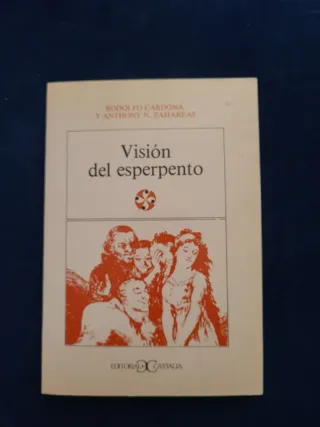 RODOLFO CARDONA
Y ANTHONY N. ZAHAREAS
Visión
del esperpento
EDITORIAL CASTALIA